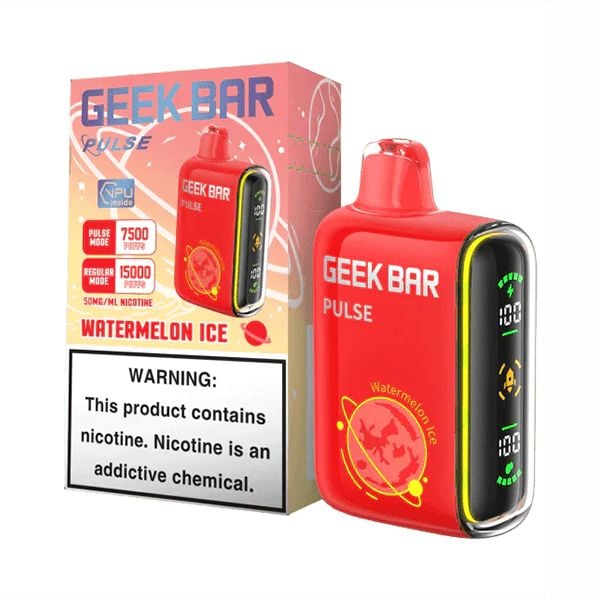 GEEK BAR
PULSE
VPU
inside
PULSE
MODE
7500
PUFFS
REGULAR
MODE
15000
PUFFS
50MG/ML NICOTINE
WATERMELON ICE
WARNING:
This product contains
nicotine. Nicotine is an
addictive chemical.
GEEK BAR
PULSE
Watermelon Ice
100
100
GEEK BAR
PULSE
Watermelon Ice
100
100